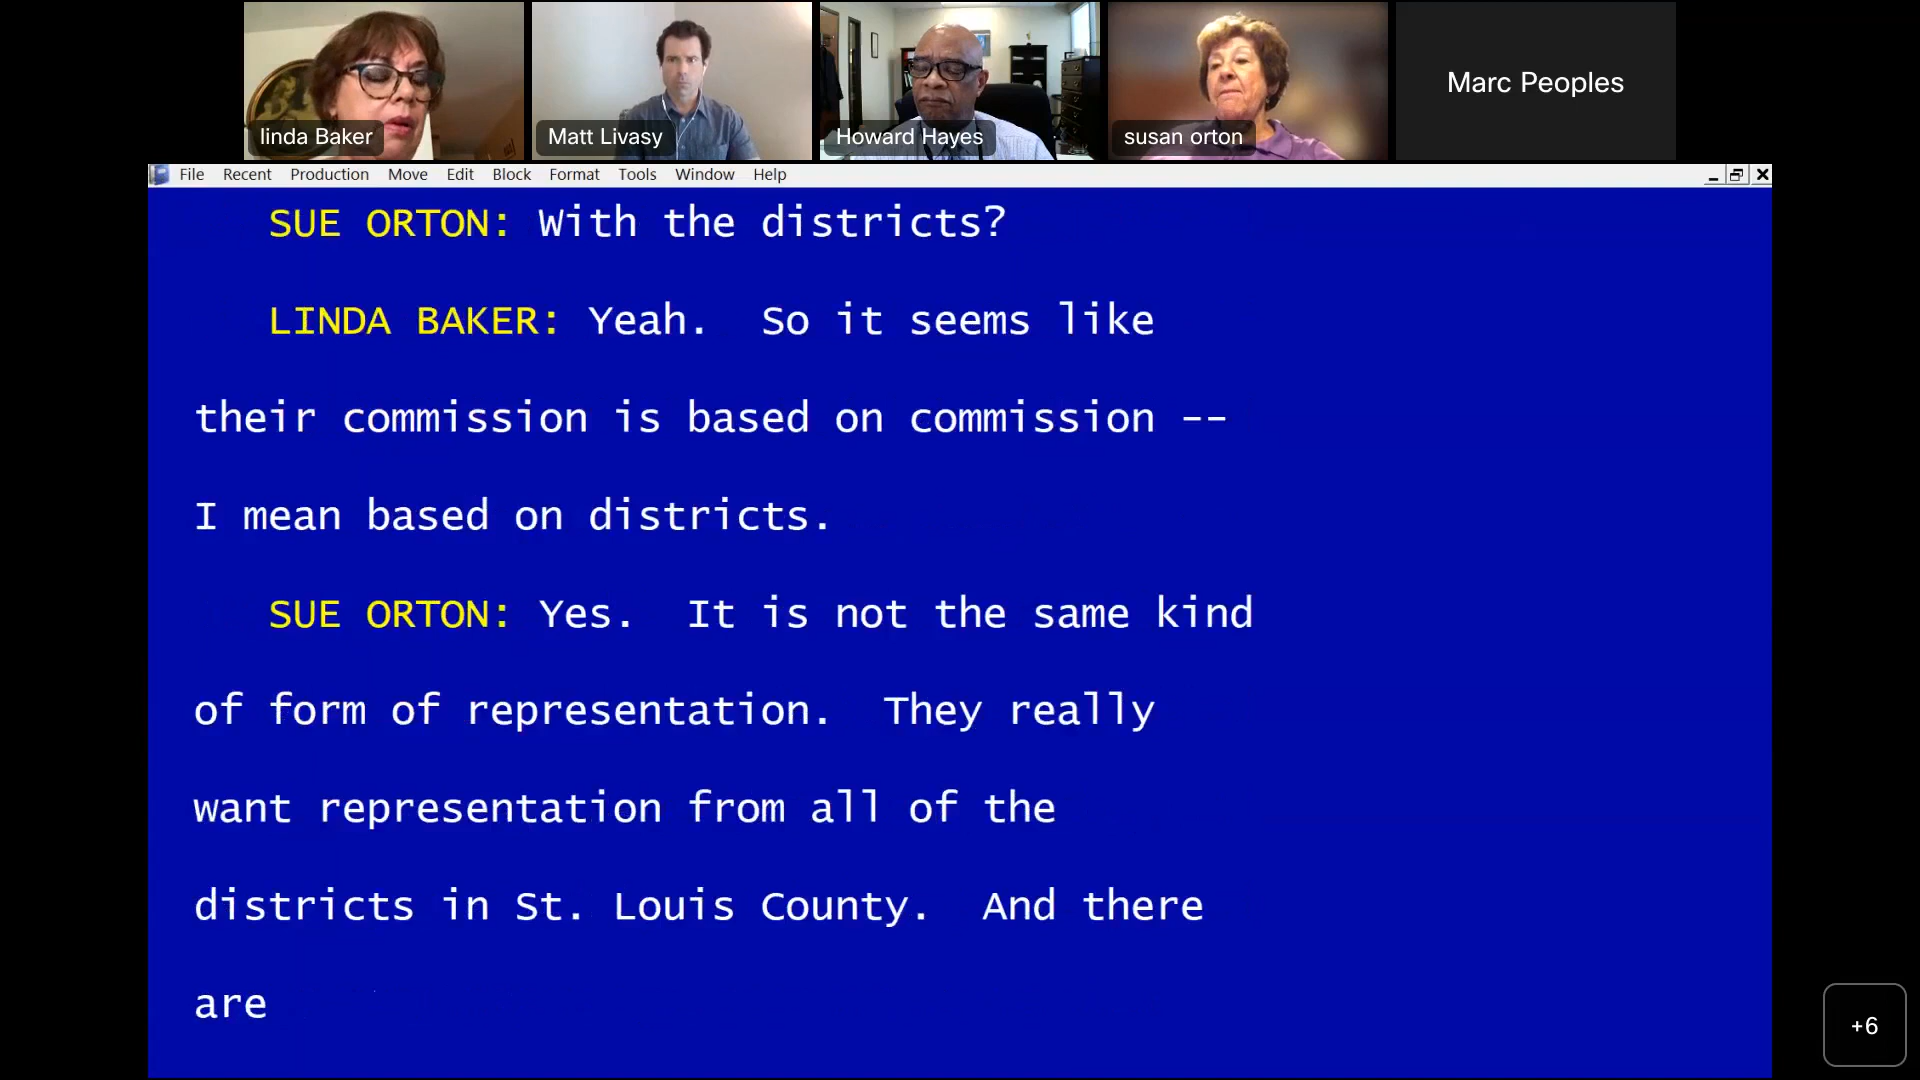 linda Baker
Matt Livasy
Howard Hayes
susan orton
Marc Peoples
File Recent Production Move Edit Block Format Tools Window Help
SUE ORTON: With the districts?
LINDA BAKER: Yeah. So it seems like
their commission is based on commission --
I mean based on districts.
SUE ORTON: Yes. It is not the same kind
of form of representation. They really
want representation from all of the
districts in St. Louis County. And there
are
+6